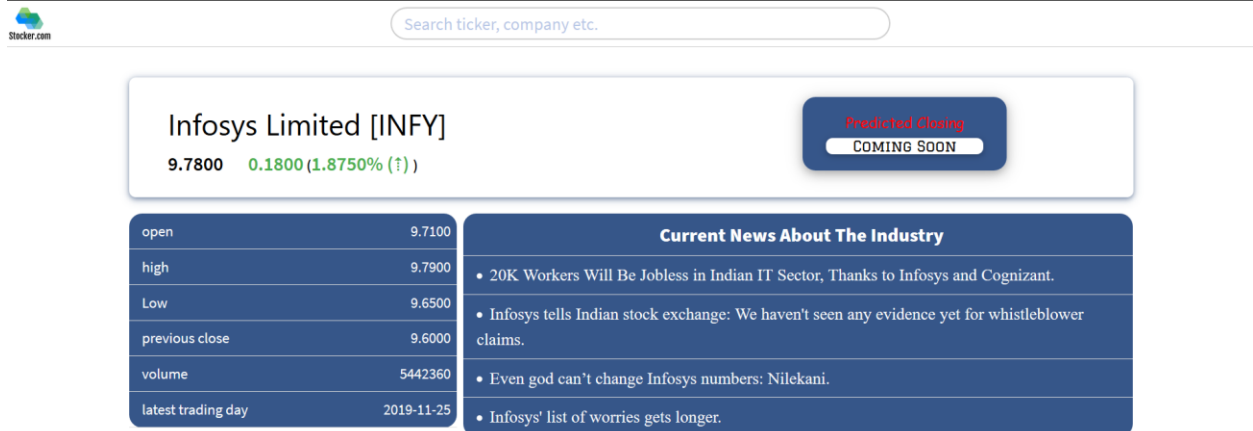 Stocker.com
Search ticker, company etc.
Infosys Limited [INFY]
9.7800 0.1800 (1.8750% (↑) )
Predicted Closing
Coming Soon
open 9.7100
high 9.7900
Low 9.6500
previous close 9.6000
volume 5442360
latest trading day 2019-11-25
Current News About The Industry
• 20K Workers Will Be Jobless in Indian IT Sector, Thanks to Infosys and Cognizant.
• Infosys tells Indian stock exchange: We haven't seen any evidence yet for whistleblower
claims.
• Even god can’t change Infosys numbers: Nilekani.
• Infosys' list of worries gets longer.